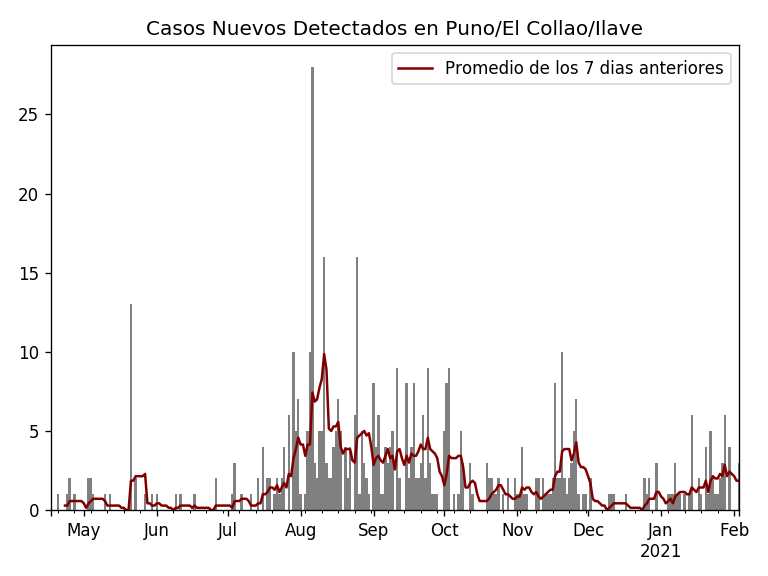 Casos Nuevos Detectados en Puno/El Collao/Ilave
Promedio de los 7 dias anteriores
25
20
15
10
5
0
May Jun Jul Aug Sep Oct Nov Dec Jan Feb
2021